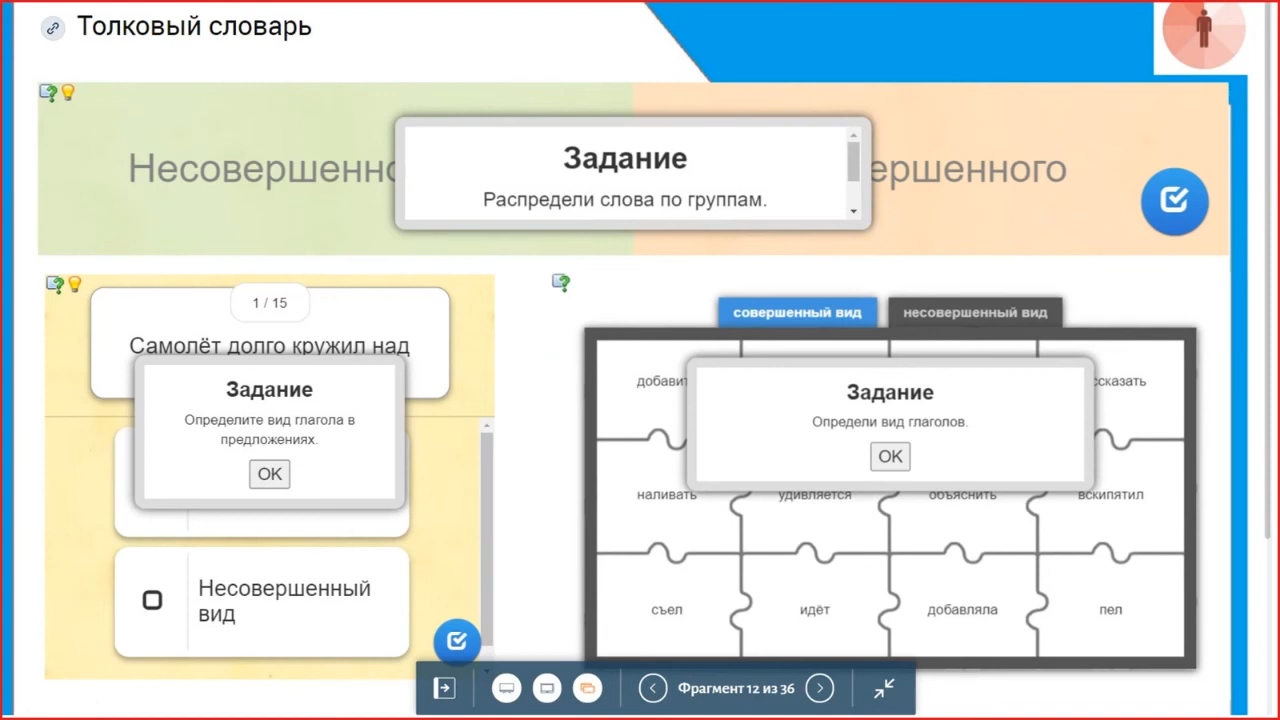 Толковый словарь
Несовершенно
ершенного
Задание
Распредели слова по группам.
1 / 15
Самолёт долго кружил над
Задание
Определите вид глагола в
предложениях.
OK
Несовершенный
вид
совершенный вид
несовершенный вид
добавит
ссказать
Задание
Определи вид глаголов.
OK
наливать
удивляется
объяснить
вскипятил
съел
идёт
добавляла
пел
Фрагмент 12 из 36